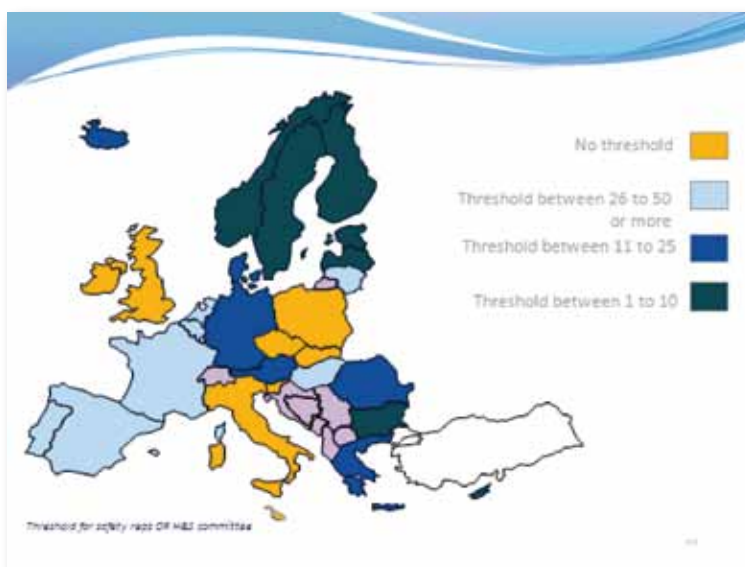 No threshold
Threshold between 26 to 50
or more
Threshold between 11 to 25
Threshold between 1 to 10
Threshold for safety reps OR H&S committee